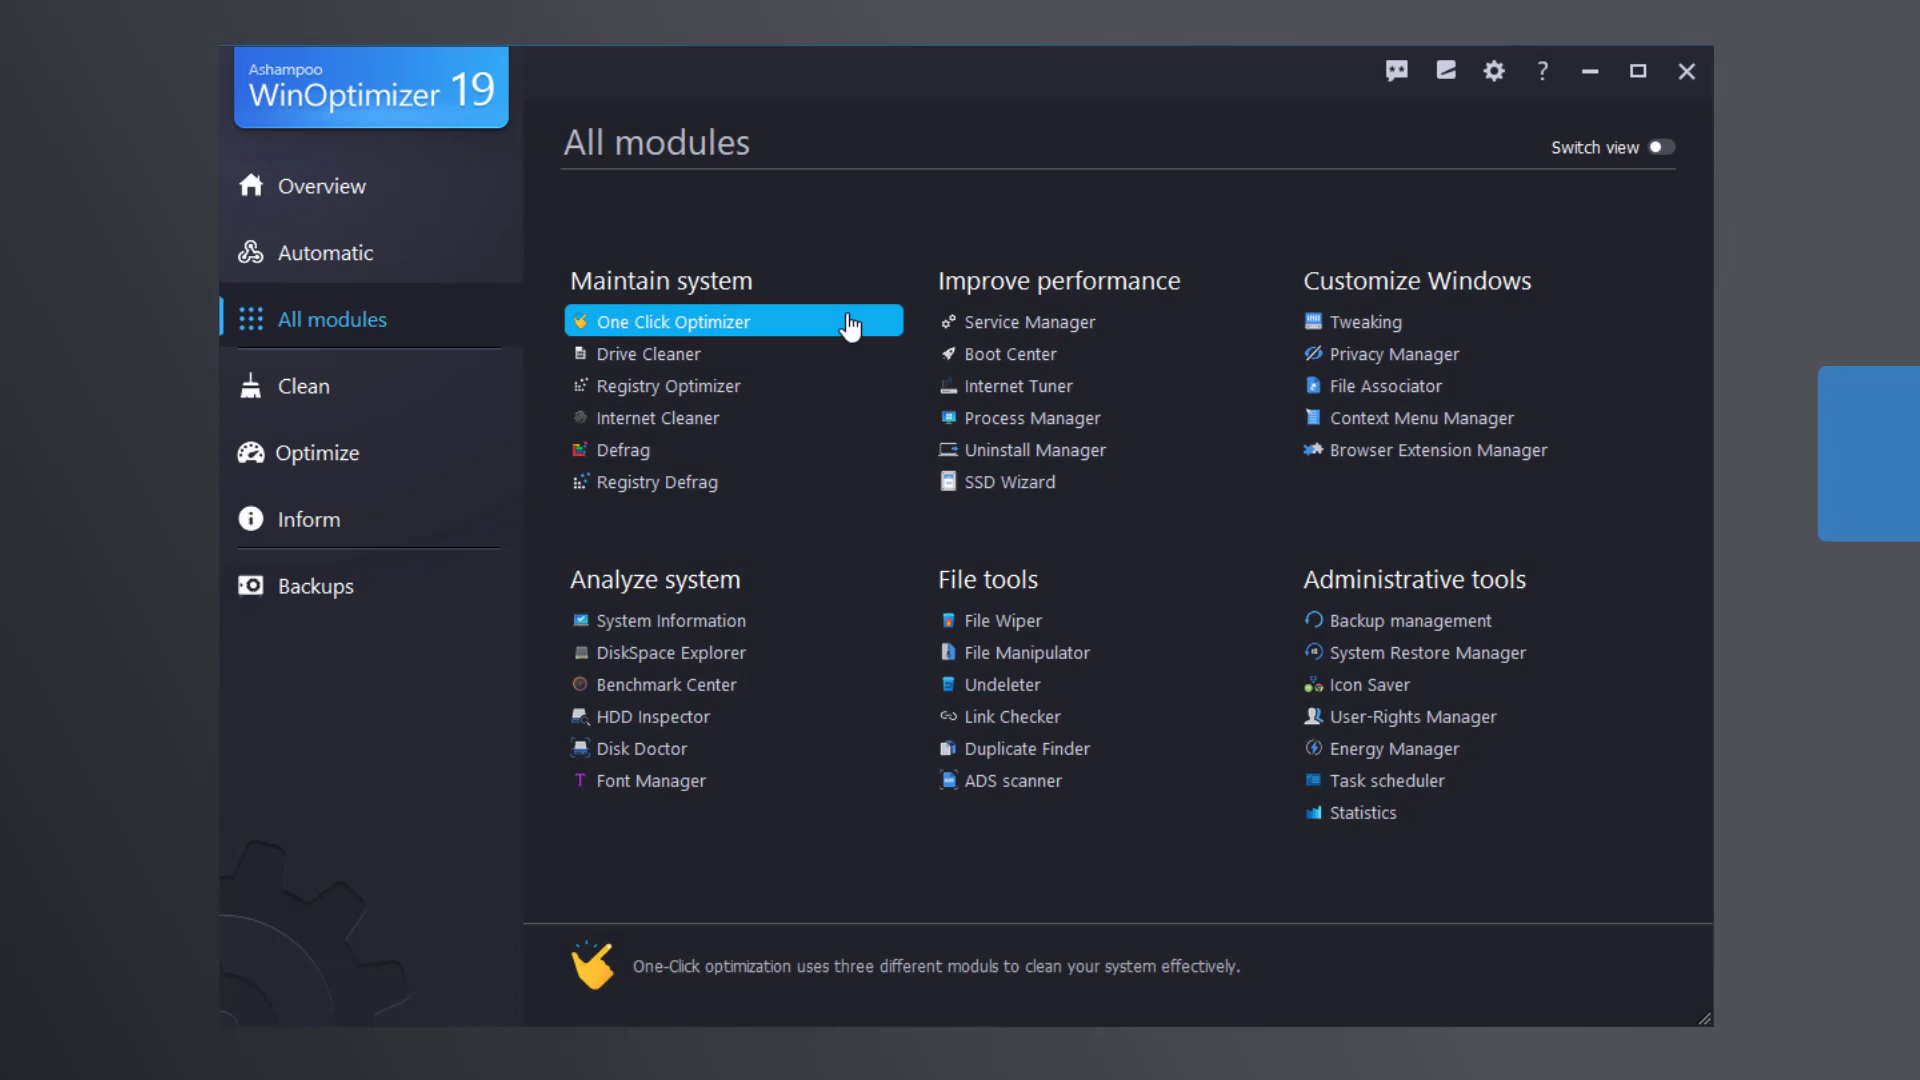 Ashampoo
WinOptimizer 19
Overview
Automatic
All modules
Clean
Optimize
Inform
Backups
?
All modules
Switch view
Maintain system
One Click Optimizer
Drive Cleaner
Registry Optimizer
Internet Cleaner
Defrag
Registry Defrag
Improve performance
Service Manager
Boot Center
Internet Tuner
Process Manager
Uninstall Manager
SSD Wizard
Customize Windows
Tweaking
Privacy Manager
File Associator
Context Menu Manager
Browser Extension Manager
Analyze system
System Information
DiskSpace Explorer
Benchmark Center
HDD Inspector
Disk Doctor
Font Manager
File tools
File Wiper
File Manipulator
Undeleter
Link Checker
Duplicate Finder
ADS scanner
Administrative tools
Backup management
System Restore Manager
Icon Saver
User-Rights Manager
Energy Manager
Task scheduler
Statistics
One-Click optimization uses three different moduls to clean your system effectively.